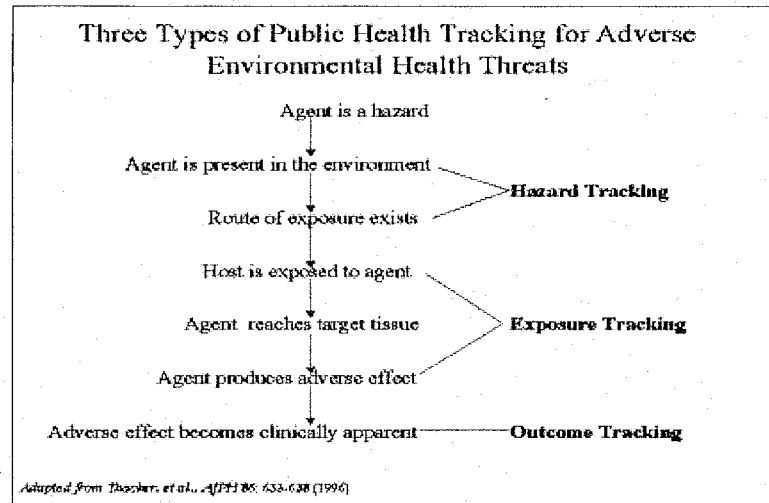 Three Types of Public Health Tracking for Adverse
Environmental Health Threats
Agent is a hazard
Agent is present in the environment
Hazard Tracking
Route of exposure exists
Host is exposed to agent
Agent reaches target tissue
Exposure Tracking
Agent produces adverse effect
Adverse effect becomes clinically apparent
Outcome Tracking
Adapted from Thacker, et al., AJPH 86: 633-638 (1996)